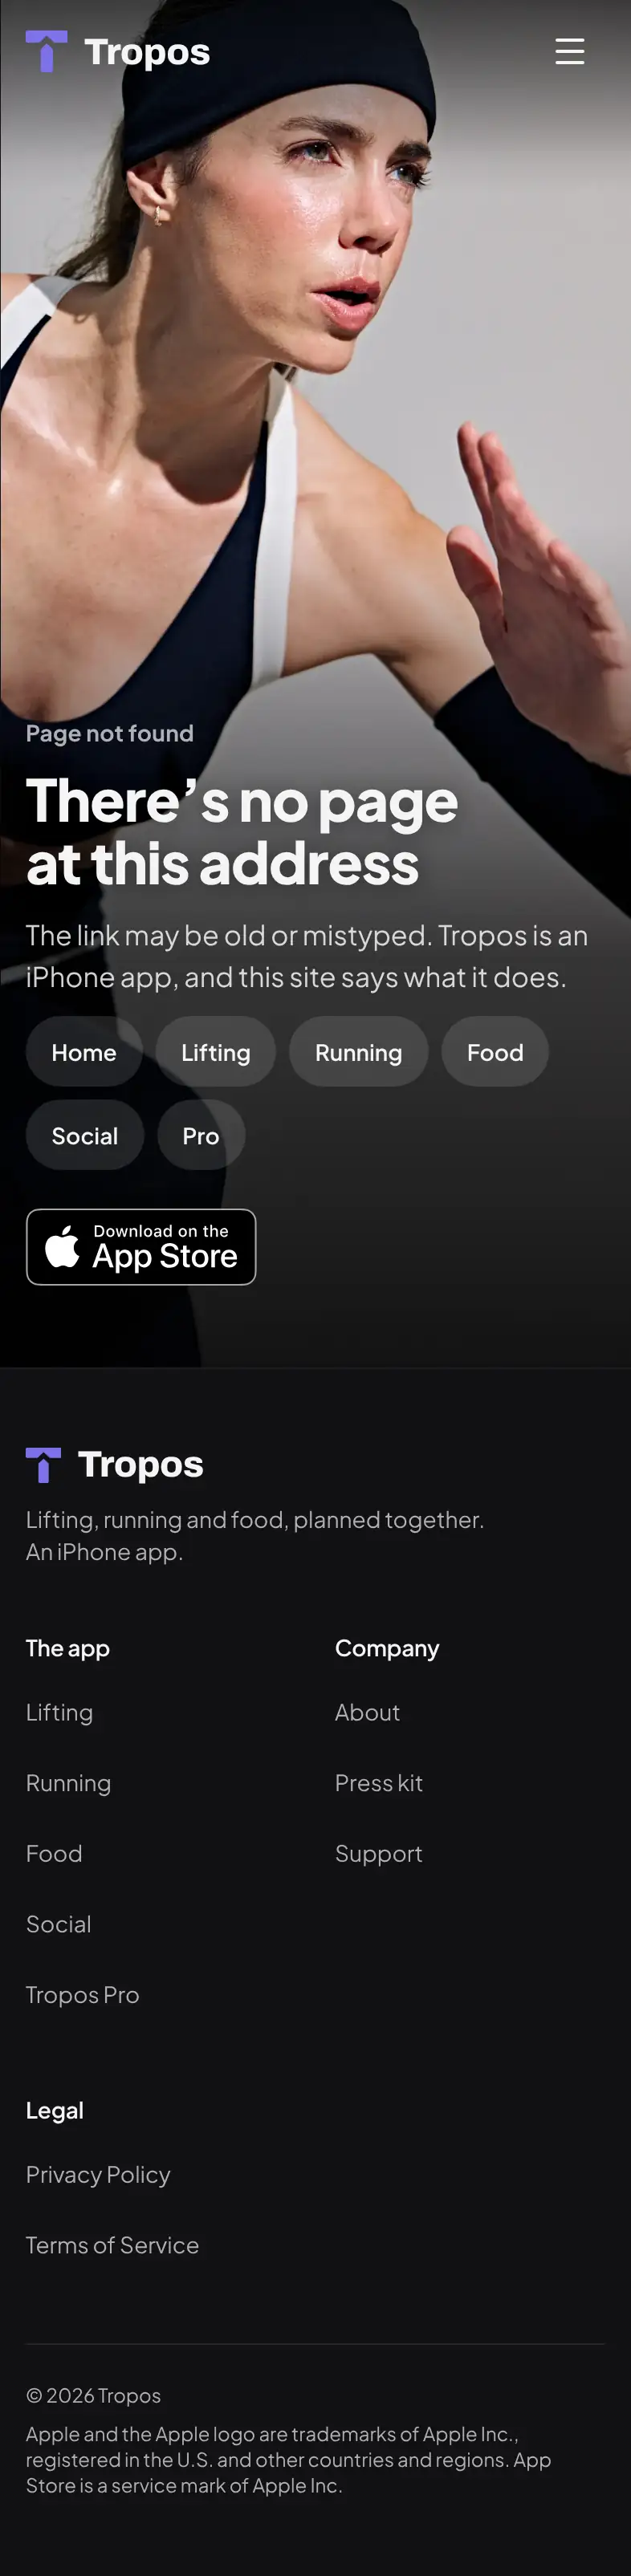 Tropos
Page not found
There’s no page
at this address
The link may be old or mistyped. Tropos is an
iPhone app, and this site says what it does.
Home
Lifting
Running
Food
Social
Pro
Download on the
App Store
Tropos
Lifting, running and food, planned together.
An iPhone app.
The app
Lifting
Running
Food
Social
Tropos Pro
Company
About
Press kit
Support
Legal
Privacy Policy
Terms of Service
© 2026 Tropos
Apple and the Apple logo are trademarks of Apple Inc.,
registered in the U.S. and other countries and regions. App
Store is a service mark of Apple Inc.